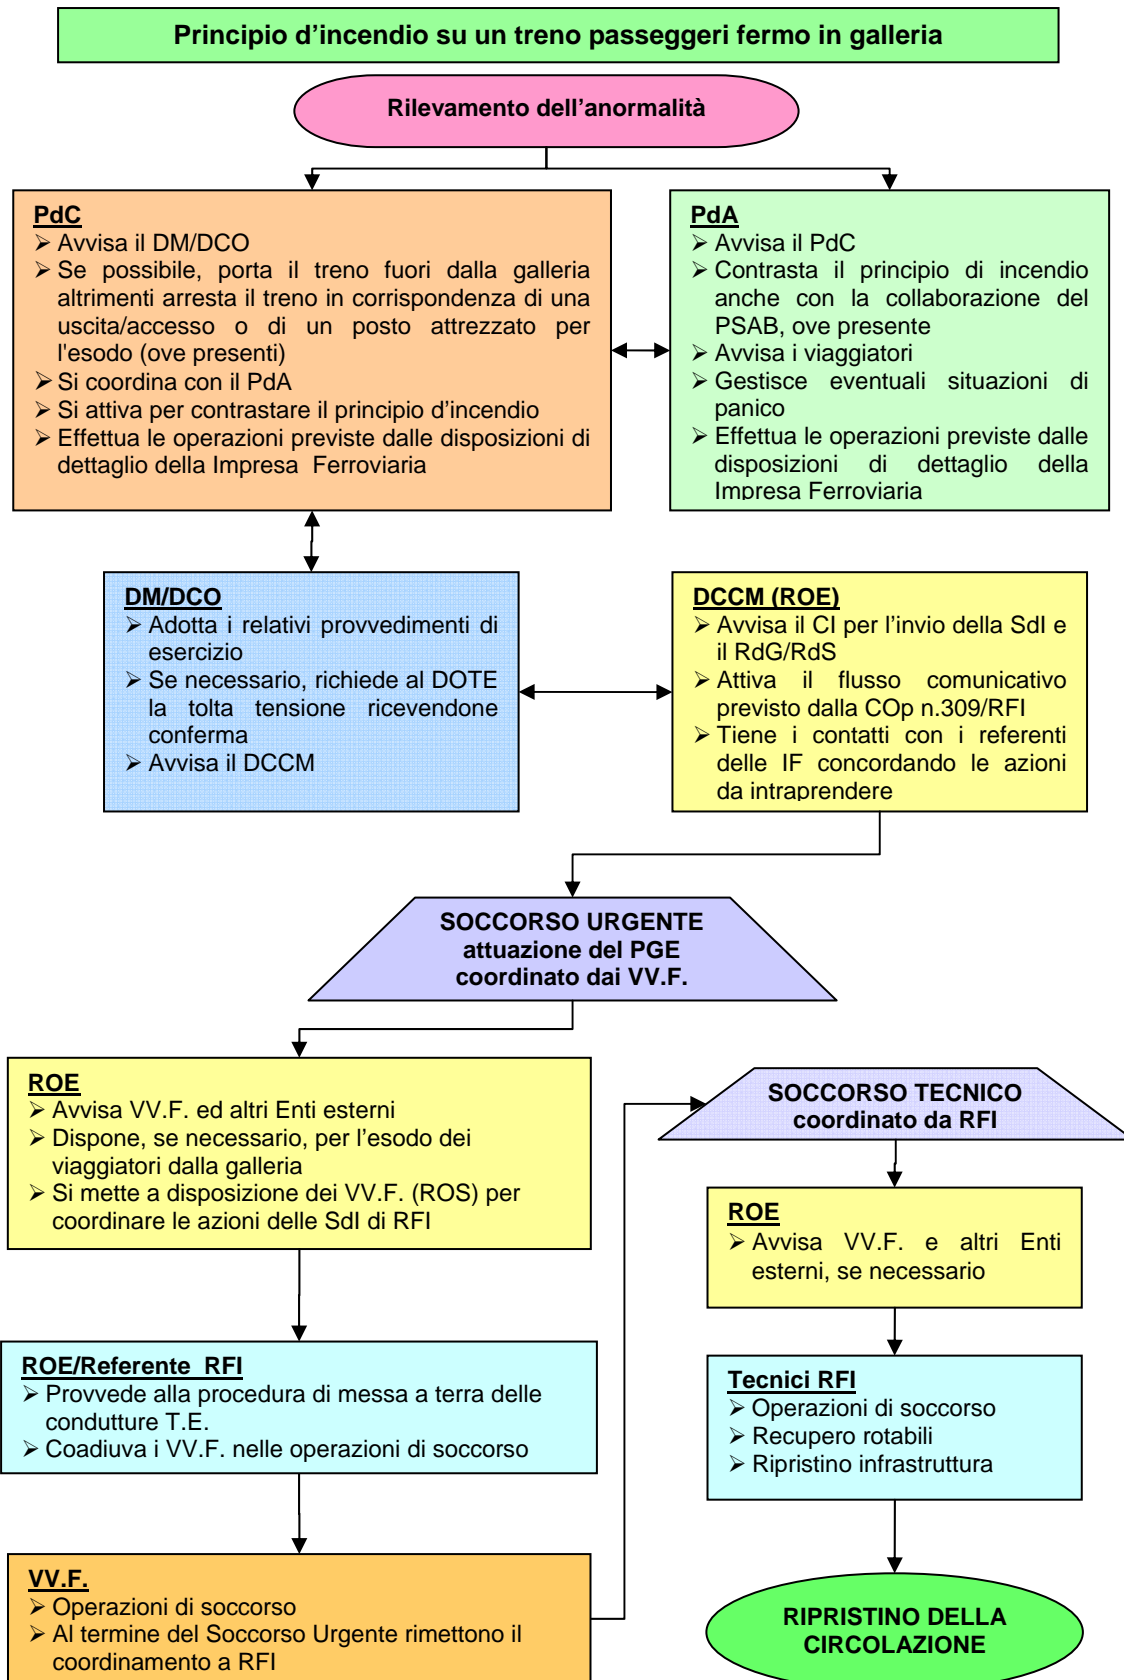 Principio d'incendio su un treno passeggeri fermo in galleria
Rilevamento dell'anormalità
PdC
➢ Avvisa il DM/DCO
➢ Se possibile, porta il treno fuori dalla galleria
altrimenti arresta il treno in corrispondenza di una
uscita/accesso o di un posto attrezzato per
l'esodo (ove presenti)
➢ Si coordina con il PdA
➢ Si attiva per contrastare il principio d'incendio
➢ Effettua le operazioni previste dalle disposizioni di
dettaglio della Impresa Ferroviaria
PdA
➢ Avvisa il PdC
➢ Contrasta il principio di incendio
anche con la collaborazione del
PSAB, ove presente
➢ Avvisa i viaggiatori
➢ Gestisce eventuali situazioni di
panico
➢ Effettua le operazioni previste dalle
disposizioni di dettaglio della
Impresa Ferroviaria
DM/DCO
➢ Adotta i relativi provvedimenti di
esercizio
➢ Se necessario, richiede al DOTE
la tolta tensione ricevendone
conferma
➢ Avvisa il DCCM
DCCM (ROE)
➢ Avvisa il CI per l'invio della SdI e
il RdG/RdS
➢ Attiva il flusso comunicativo
previsto dalla COp n.309/RFI
➢ Tiene i contatti con i referenti
delle IF concordando le azioni
da intraprendere
SOCCORSO URGENTE
attuazione del PGE
coordinato dai VV.F.
ROE
➢ Avvisa VV.F. ed altri Enti esterni
➢ Dispone, se necessario, per l'esodo dei
viaggiatori dalla galleria
➢ Si mette a disposizione dei VV.F. (ROS) per
coordinare le azioni delle SdI di RFI
ROE/Referente RFI
➢ Provvede alla procedura di messa a terra delle
condutture T.E.
➢ Coadiuva i VV.F. nelle operazioni di soccorso
VV.F.
➢ Operazioni di soccorso
➢ Al termine del Soccorso Urgente rimettono il
coordinamento a RFI
SOCCORSO TECNICO
coordinato da RFI
ROE
➢ Avvisa VV.F. e altri Enti
esterni, se necessario
Tecnici RFI
➢ Operazioni di soccorso
➢ Recupero rotabili
➢ Ripristino infrastruttura
RIPRISTINO DELLA
CIRCOLAZIONE